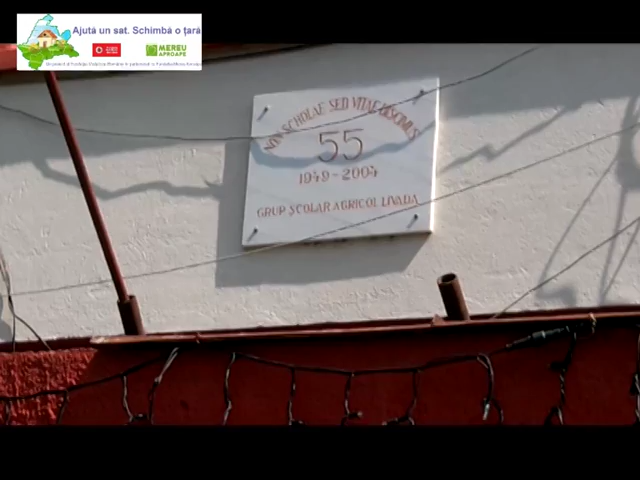 Ajută un sat. Schimbă o țară
MEREU
APROAPE
NON SCHOLAE SED VITAE DISCIMUS
55
1949-2004
GRUP ȘCOLAR AGRICOL LIVADA